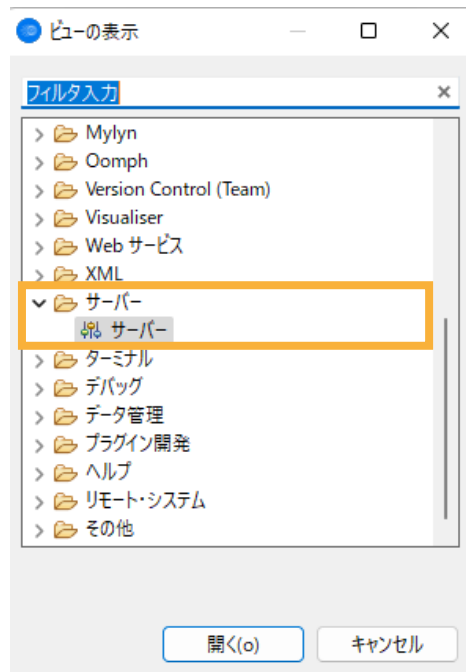 ビューの表示
フィルタ入力
Mylyn
Oomph
Version Control (Team)
Visualiser
Web サービス
XML
サーバー
サーバー
ターミナル
デバッグ
データ管理
プラグイン開発
ヘルプ
リモート・システム
その他
開く(o)
キャンセル